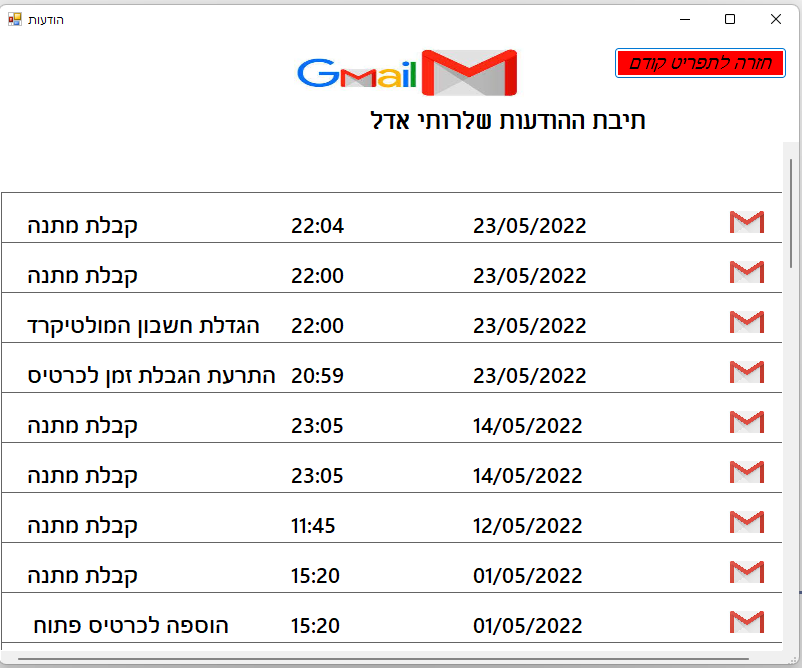 הודעות
Gmail
חזרה לתפריט קודם
תיבת ההודעות שלרותי אדל
23/05/2022 22:04 קבלת מתנה
23/05/2022 22:00 קבלת מתנה
23/05/2022 22:00 הגדלת חשבון המולטיקרד
23/05/2022 20:59 התרעת הגבלת זמן לכרטיס
14/05/2022 23:05 קבלת מתנה
14/05/2022 23:05 קבלת מתנה
12/05/2022 11:45 קבלת מתנה
01/05/2022 15:20 קבלת מתנה
01/05/2022 15:20 הוספה לכרטיס פתוח